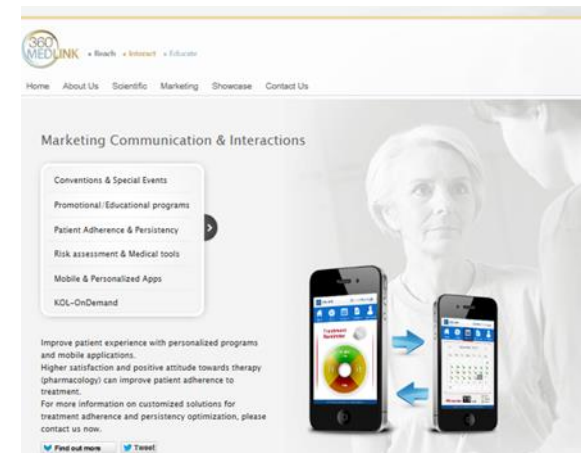 360
MEDLINK • Reach • Interact • Educate
Home About Us Scientific Marketing Showcase Contact Us
Marketing Communication & Interactions
Conventions & Special Events
Promotional/Educational programs
Patient Adherence & Persistency
Risk assessment & Medical tools
Mobile & Personalized Apps
KOL-OnDemand
Treatment
Reminder
Improve patient experience with personalized programs
and mobile applications.
Higher satisfaction and positive attitude towards therapy
(pharmacology) can improve patient adherence to
treatment.
For more information on customized solutions for
treatment adherence and persistency optimization, please
contact us now.
Find out more Tweet